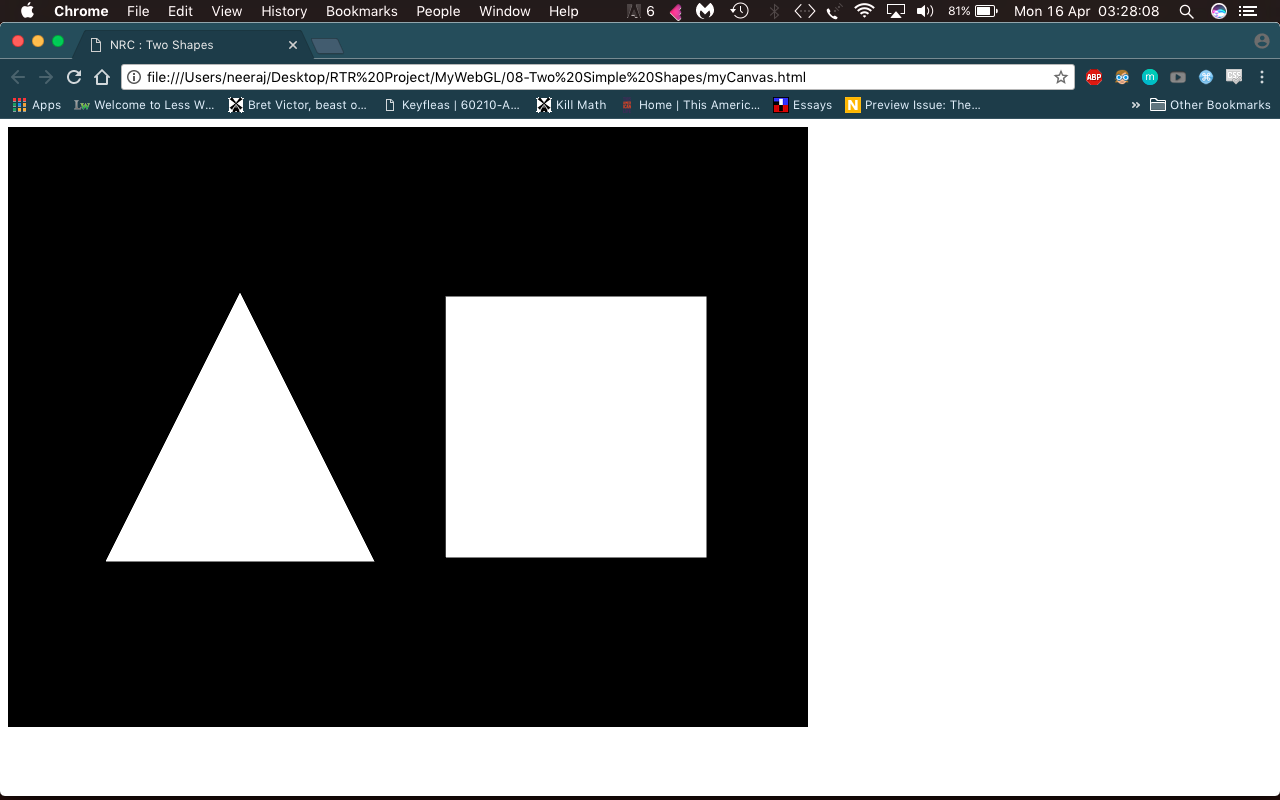 Chrome File Edit View History Bookmarks People Window Help 6 81% Mon 16 Apr 03:28:08
NRC : Two Shapes
file:///Users/neeraj/Desktop/RTR%20Project/MyWebGL/08-Two%20Simple%20Shapes/myCanvas.html ABP m CSP
Apps Lw Welcome to Less W... Bret Victor, beast o... Keyfleas | 60210-A... Kill Math Home | This Americ... Essays N Preview Issue: The... » Other Bookmarks